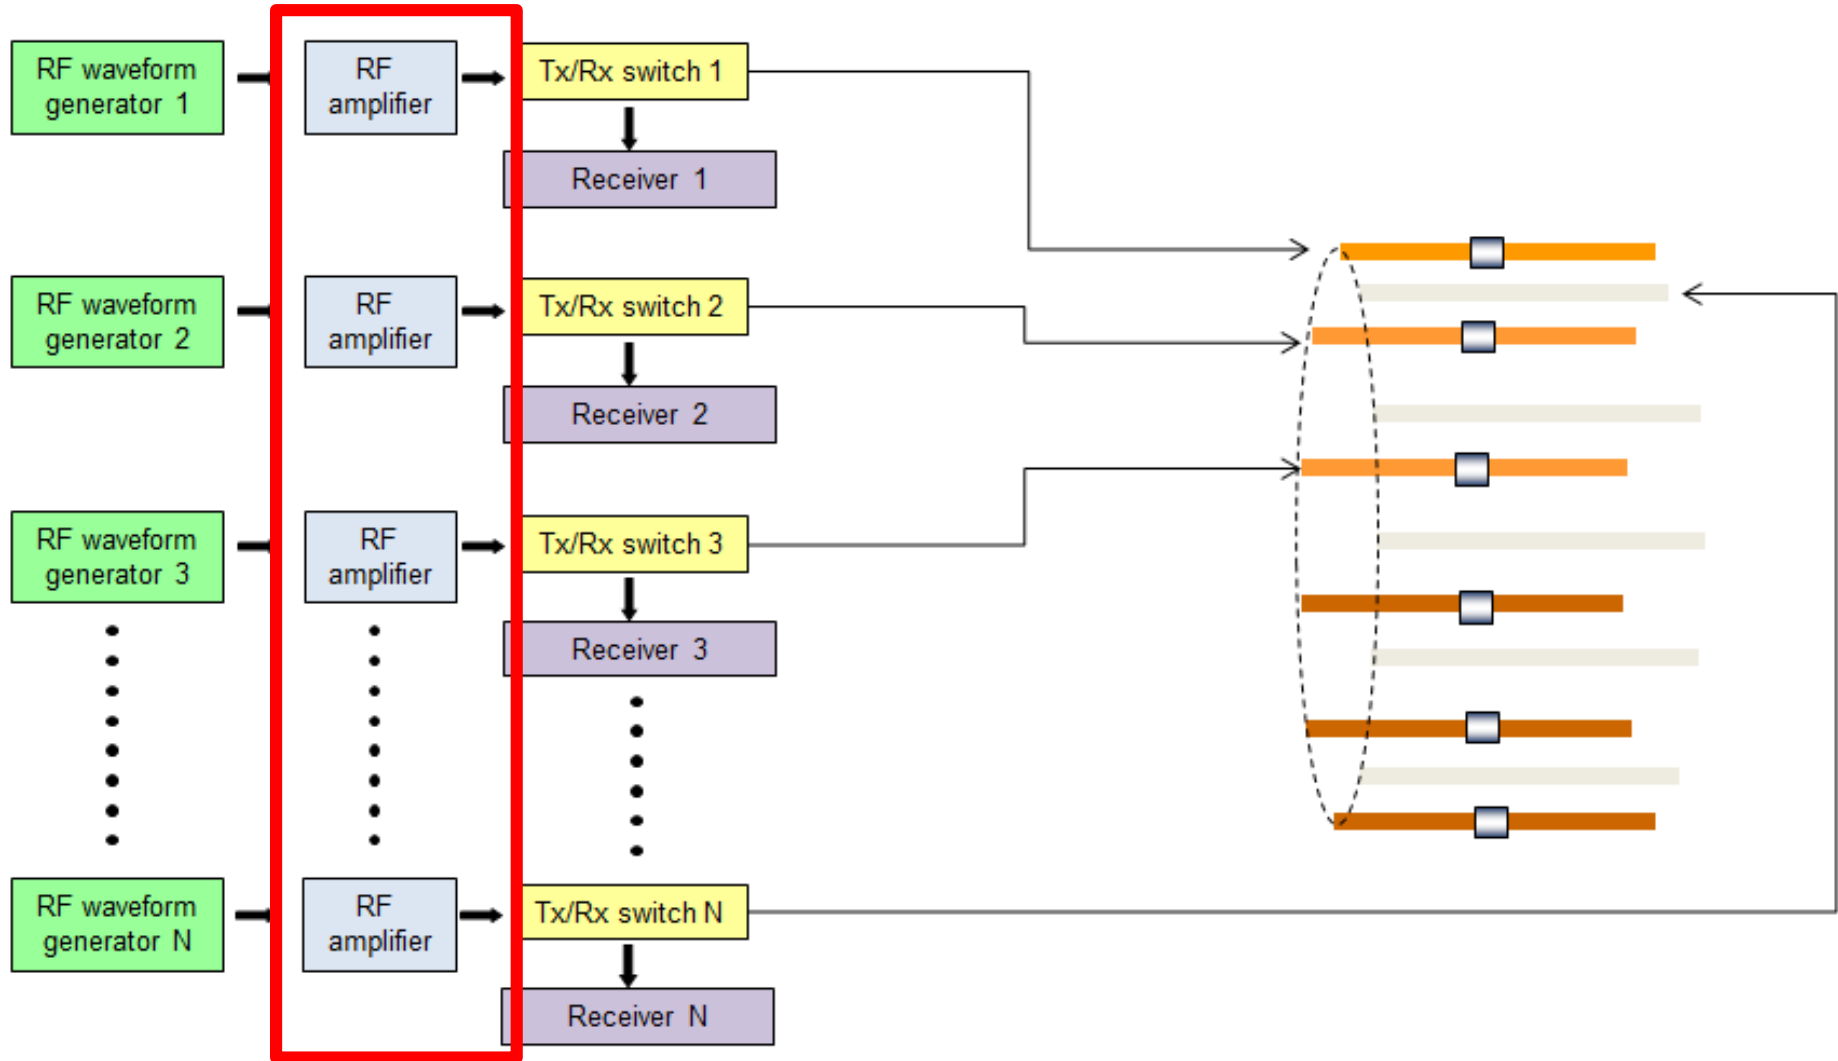 RF waveform
generator 1
RF
amplifier
Tx/Rx switch 1
Receiver 1
RF waveform
generator 2
RF
amplifier
Tx/Rx switch 2
Receiver 2
RF waveform
generator 3
RF
amplifier
Tx/Rx switch 3
Receiver 3
RF waveform
generator N
RF
amplifier
Tx/Rx switch N
Receiver N